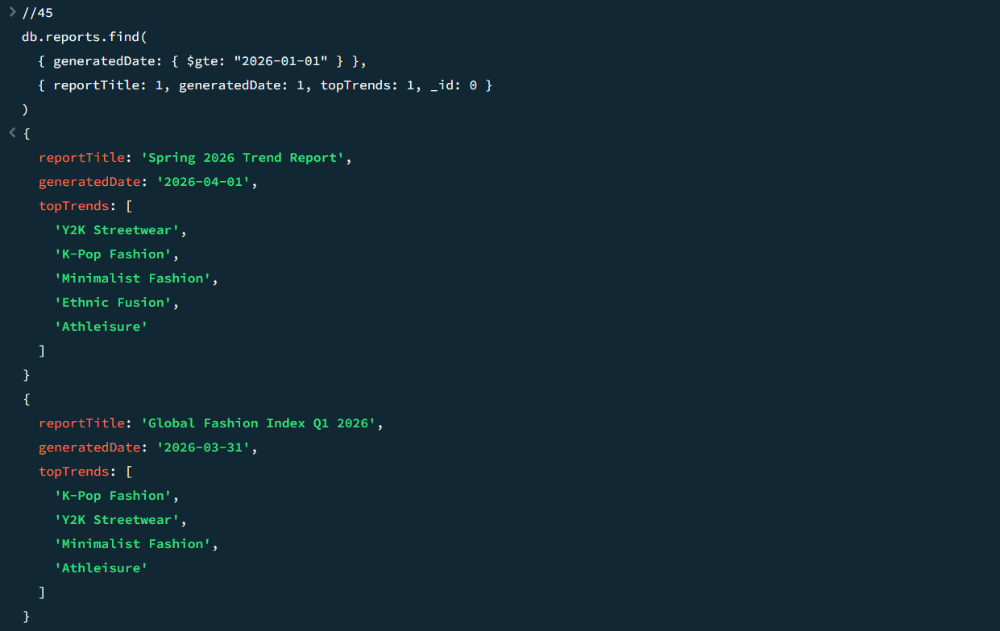 //45
db.reports.find(
  { generatedDate: { $gte: "2026-01-01" } },
  { reportTitle: 1, generatedDate: 1, topTrends: 1, _id: 0 }
)
{
  reportTitle: 'Spring 2026 Trend Report',
  generatedDate: '2026-04-01',
  topTrends: [
    'Y2K Streetwear',
    'K-Pop Fashion',
    'Minimalist Fashion',
    'Ethnic Fusion',
    'Athleisure'
  ]
}
{
  reportTitle: 'Global Fashion Index Q1 2026',
  generatedDate: '2026-03-31',
  topTrends: [
    'K-Pop Fashion',
    'Y2K Streetwear',
    'Minimalist Fashion',
    'Athleisure'
  ]
}